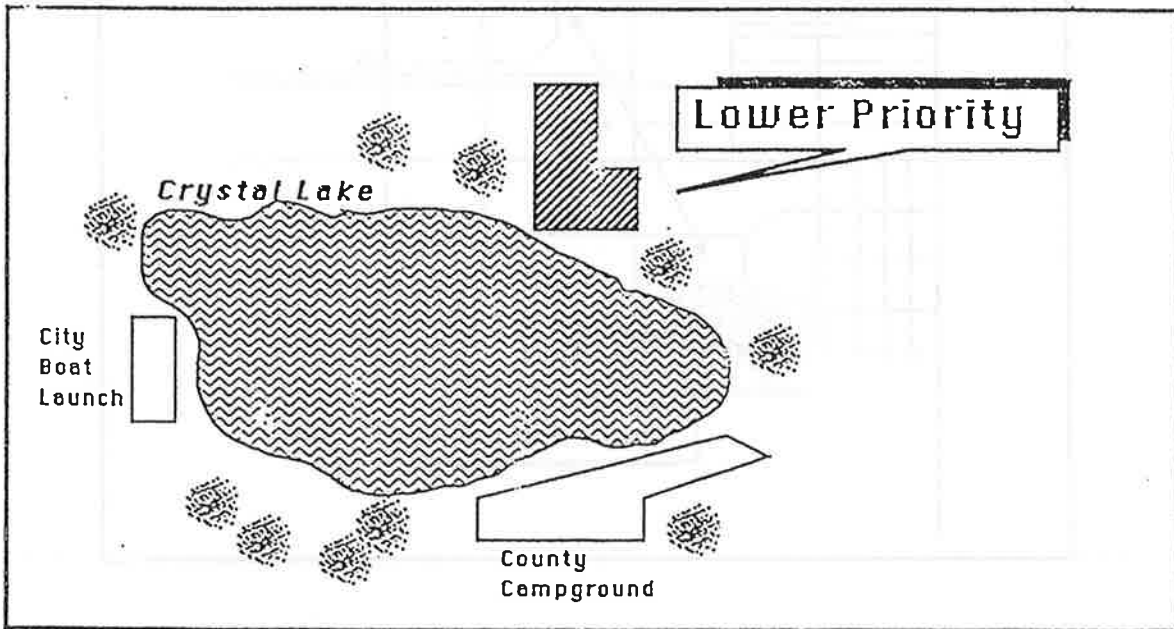 Lower Priority
Crystal Lake
City
Boat
Launch
County
Campground